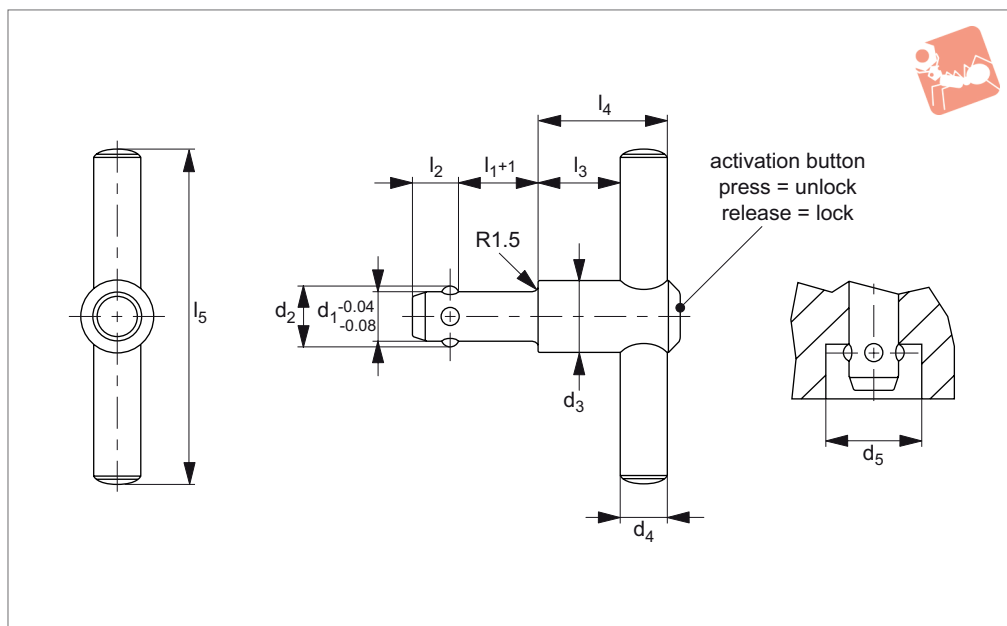 l4
l2
l1+1
l3
activation button
press = unlock
release = lock
R1.5
l5
d2
d1 -0.04
-0.08
d3
d5
d4